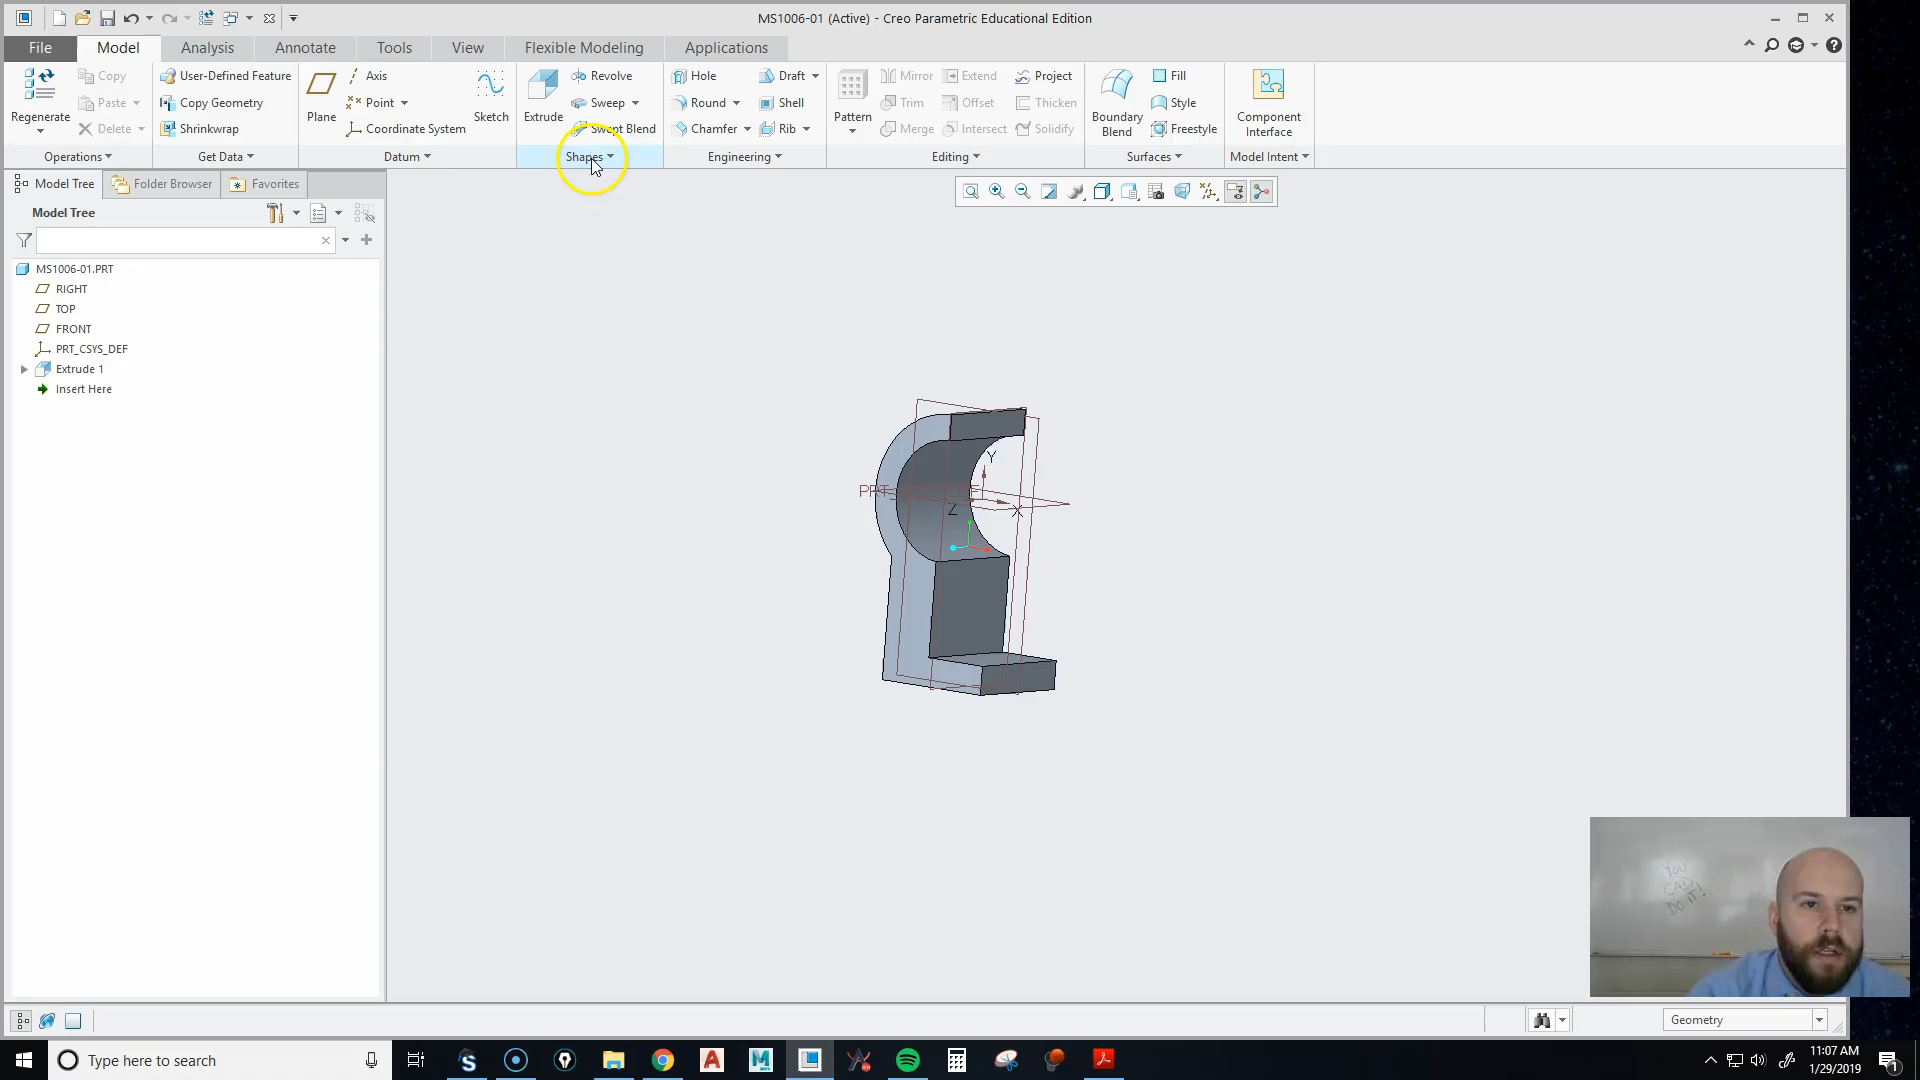 MS1006-01 (Active) - Creo Parametric Educational Edition
File Model Analysis Annotate Tools View Flexible Modeling Applications
Regenerate
Copy
Paste
Delete
Operations
User-Defined Feature
Copy Geometry
Shrinkwrap
Get Data
Plane
Axis
Point
Coordinate System
Sketch
Datum
Extrude
Revolve
Sweep
Swept Blend
Shapes
Hole
Round
Chamfer
Draft
Shell
Rib
Engineering
Pattern
Mirror
Trim
Merge
Extend
Offset
Intersect
Project
Thicken
Solidify
Editing
Boundary
Blend
Fill
Style
Freestyle
Surfaces
Component
Interface
Model Intent
Model Tree Folder Browser Favorites
Model Tree
MS1006-01.PRT
RIGHT
TOP
FRONT
PRT_CSYS_DEF
Extrude 1
Insert Here
Y
Z
X
YOU
CAD
DO IT!
Geometry
Type here to search
11:07 AM
1/29/2019
1